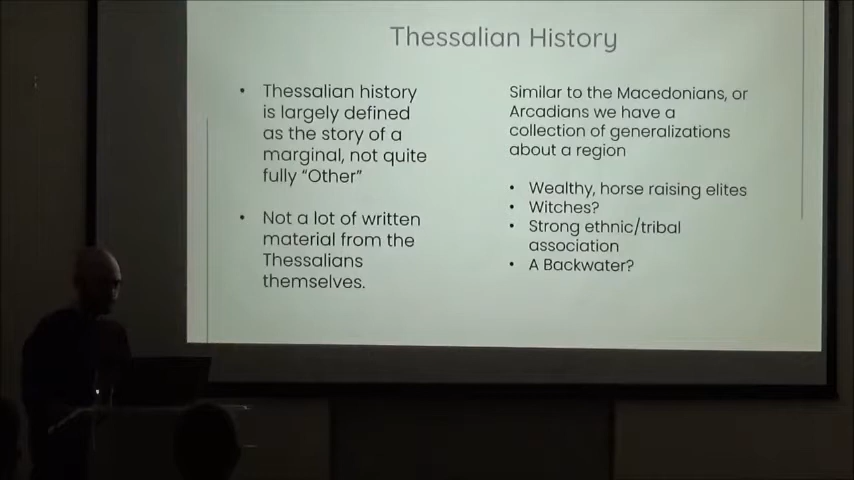 Thessalian History
• Thessalian history
is largely defined
as the story of a
marginal, not quite
fully “Other”
• Not a lot of written
material from the
Thessalians
themselves.
Similar to the Macedonians, or
Arcadians we have a
collection of generalizations
about a region
• Wealthy, horse raising elites
• Witches?
• Strong ethnic/tribal
association
• A Backwater?